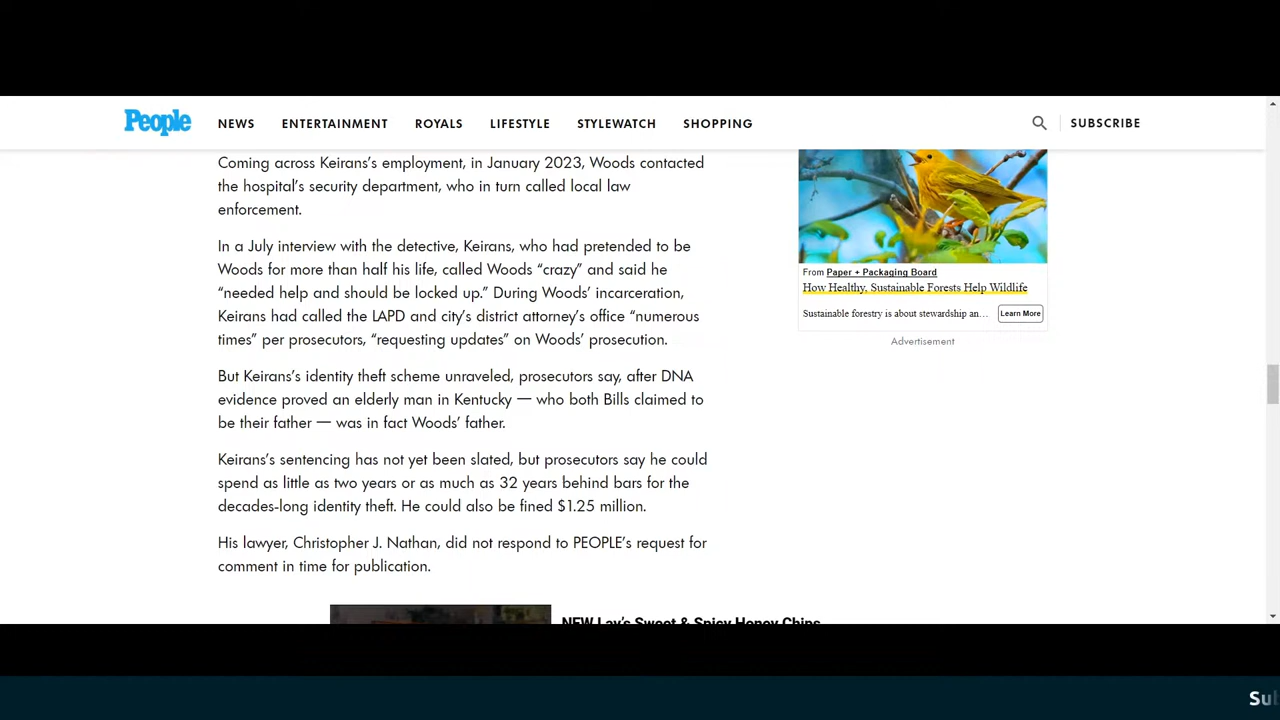 People NEWS ENTERTAINMENT ROYALS LIFESTYLE STYLEWATCH SHOPPING SUBSCRIBE
Coming across Keirans’s employment, in January 2023, Woods contacted
the hospital’s security department, who in turn called local law
enforcement.
In a July interview with the detective, Keirans, who had pretended to be
Woods for more than half his life, called Woods “crazy” and said he
“needed help and should be locked up.” During Woods’ incarceration,
Keirans had called the LAPD and city’s district attorney’s office “numerous
times” per prosecutors, “requesting updates” on Woods’ prosecution.
But Keirans’s identity theft scheme unraveled, prosecutors say, after DNA
evidence proved an elderly man in Kentucky — who both Bills claimed to
be their father — was in fact Woods’ father.
Keirans’s sentencing has not yet been slated, but prosecutors say he could
spend as little as two years or as much as 32 years behind bars for the
decades-long identity theft. He could also be fined $1.25 million.
His lawyer, Christopher J. Nathan, did not respond to PEOPLE’s request for
comment in time for publication.
From Paper + Packaging Board
How Healthy, Sustainable Forests Help Wildlife
Sustainable forestry is about stewardship an... Learn More
Advertisement
NEW Lay’s Sweet & Spicy Honey Chips